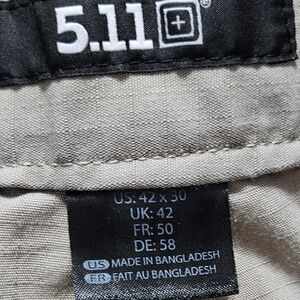 5.11 ®
US: 42 x 30
UK: 42
FR: 50
DE: 58
US MADE IN BANGLADESH
FR FAIT AU BANGLADESH